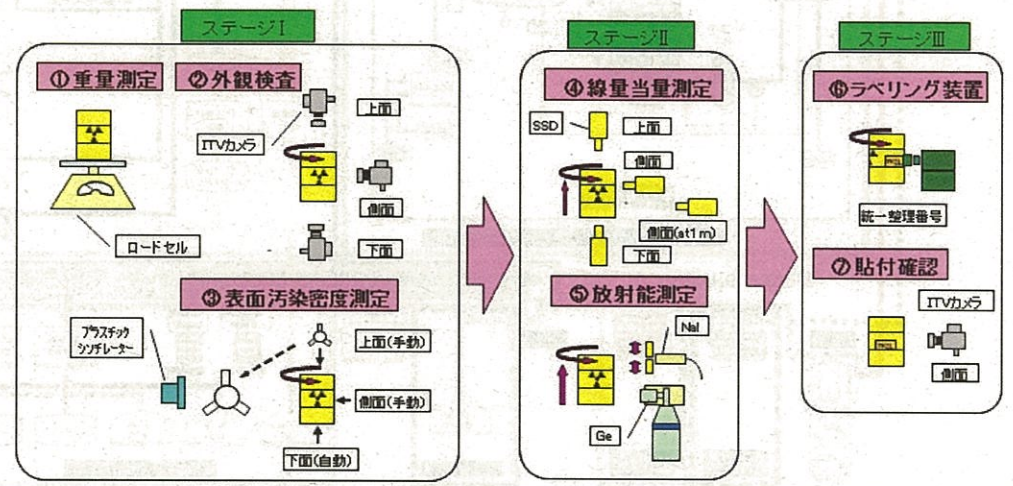 ステージⅠ
①重量測定
②外観検査
上面
ITVカメラ
側面
下面
ロードセル
③表面汚染密度測定
プラスチック
シンチレーター
上面(手動)
側面(手動)
下面(自動)
ステージⅡ
④線量当量測定
SSD
上面
側面
側面(at1m)
下面
⑤放射能測定
NaI
Ge
ステージⅢ
⑥ラベリング装置
統一整理番号
⑦貼付確認
ITVカメラ
側面